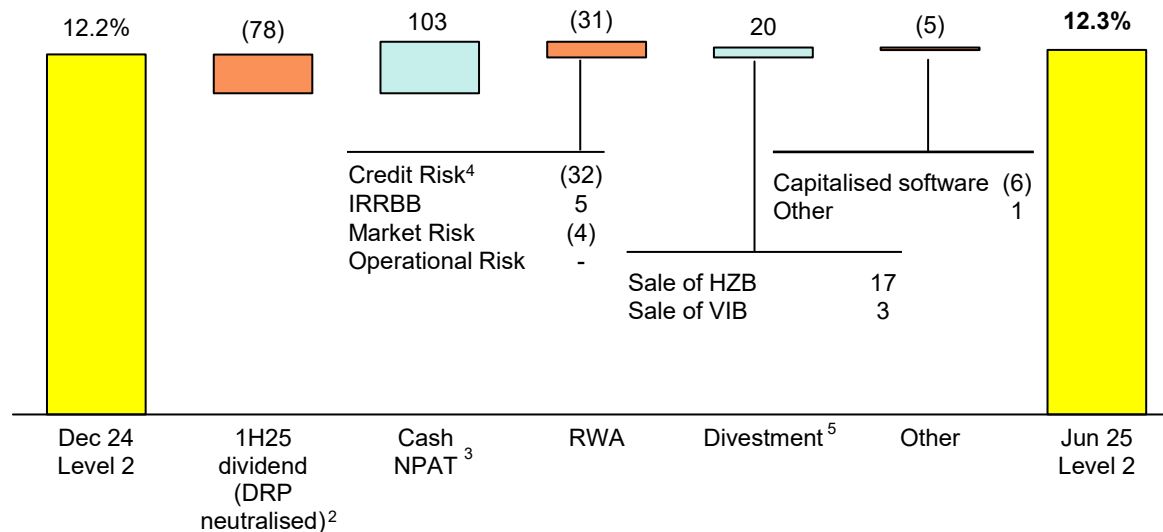 12.2%
(78)
103
(31)
20
(5)
12.3%
Credit Risk4 (32)
IRRBB 5
Market Risk (4)
Operational Risk -
Capitalised software (6)
Other 1
Sale of HZB 17
Sale of VIB 3
Dec 24
Level 2
1H25
dividend
(DRP
neutralised)2
Cash
NPAT 3
RWA
Divestment 5
Other
Jun 25
Level 2